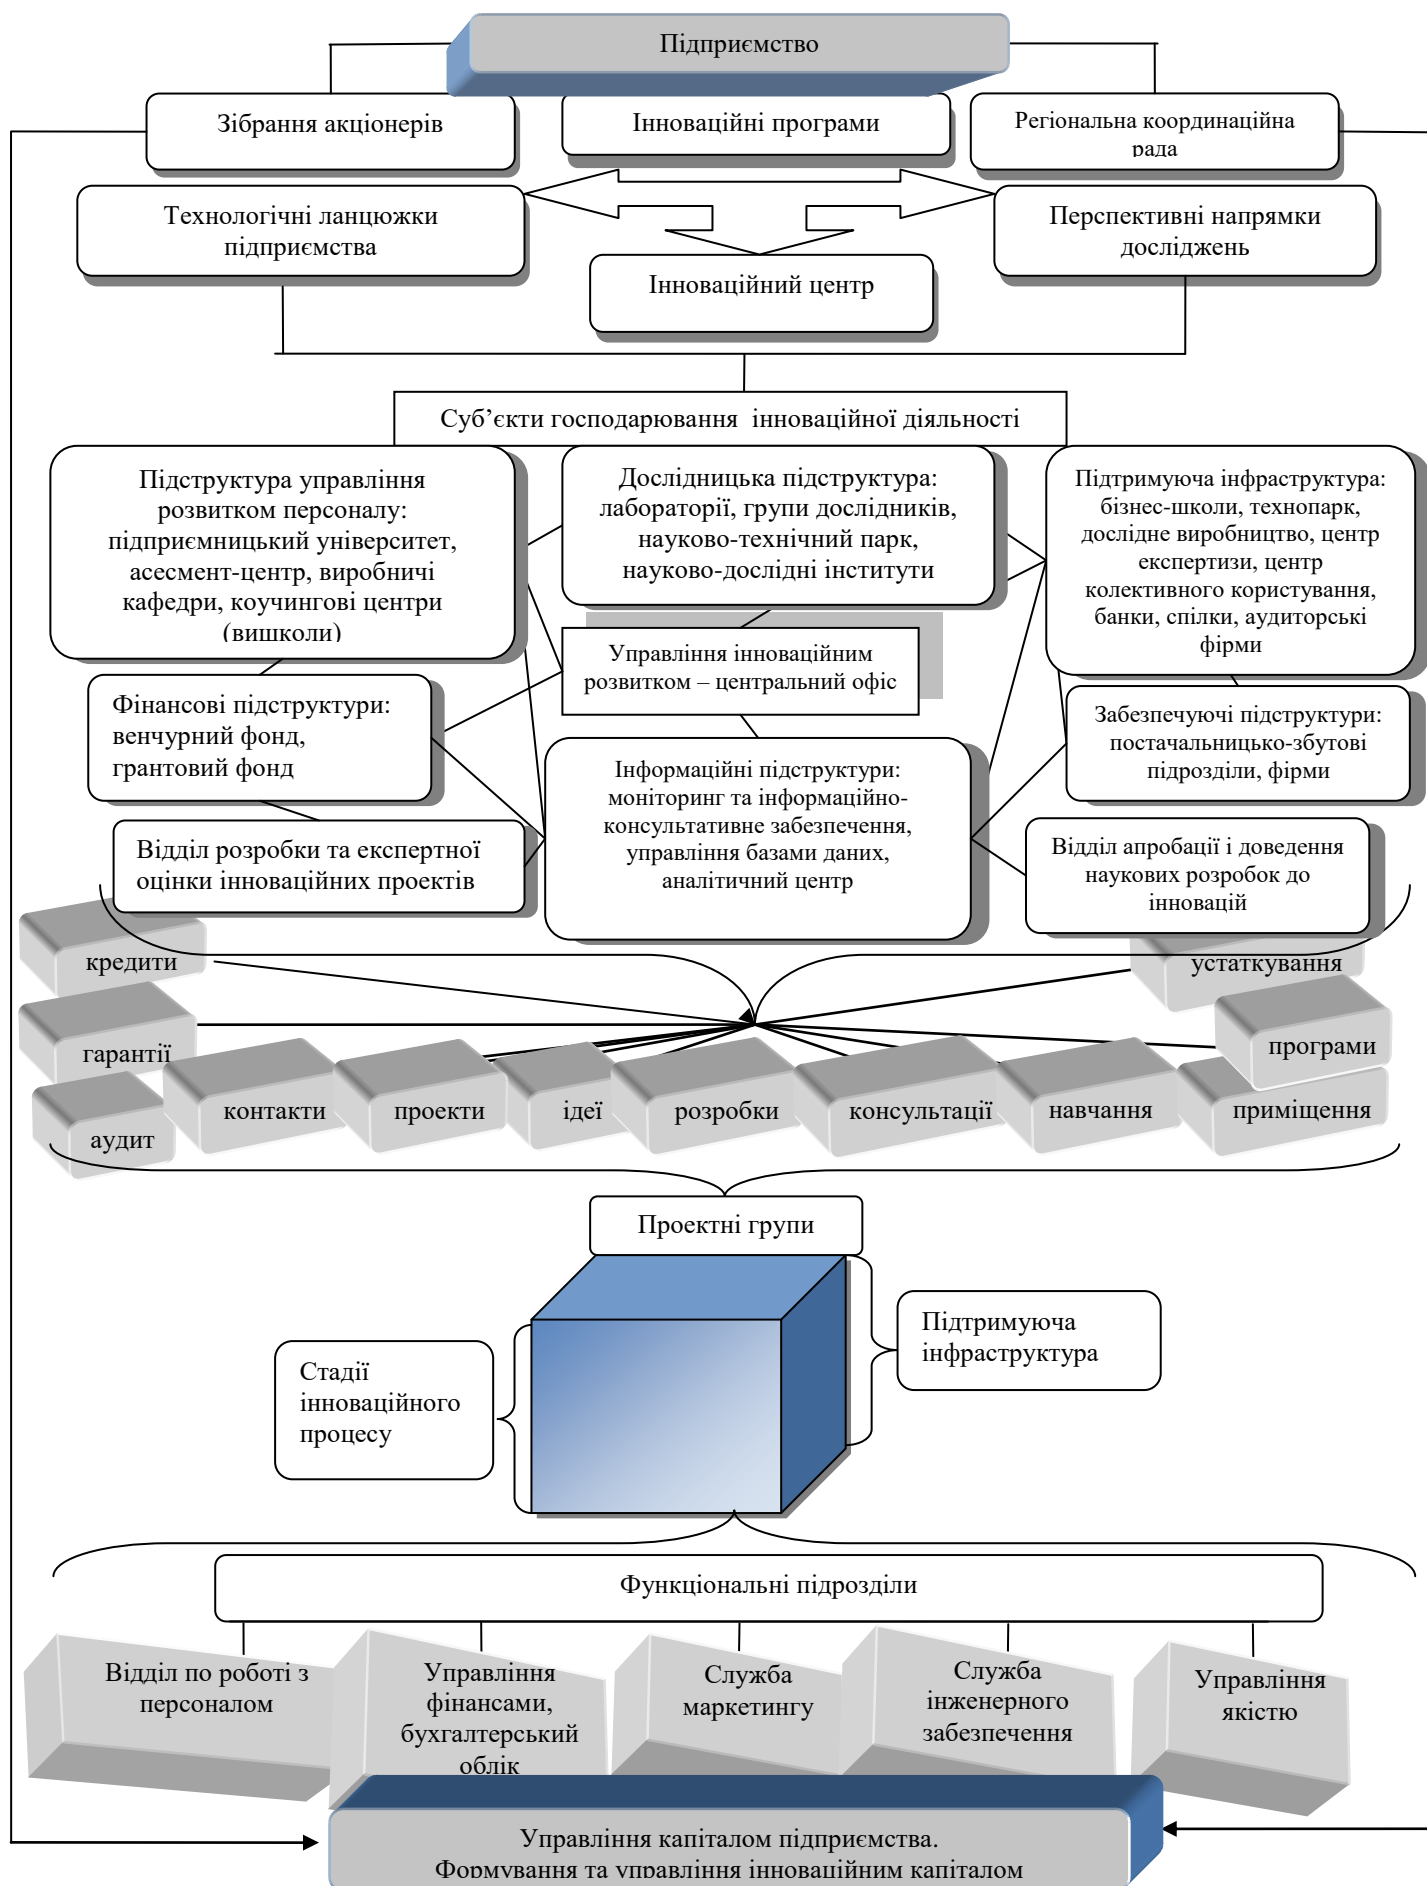 Підприємство
Зібрання акціонерів
Інноваційні програми
Регіональна координаційна
рада
Технологічні ланцюжки
підприємства
Перспективні напрямки
досліджень
Інноваційний центр
Суб’єкти господарювання інноваційної діяльності
Підструктура управління
розвитком персоналу:
підприємницький університет,
асесмент-центр, виробничі
кафедри, коучингові центри
(вишколи)
Дослідницька підструктура:
лабораторії, групи дослідників,
науково-технічний парк,
науково-дослідні інститути
Підтримуюча інфраструктура:
бізнес-школи, технопарк,
дослідне виробництво, центр
експертизи, центр
колективного користування,
банки, спілки, аудиторські
фірми
Управління інноваційним
розвитком – центральний офіс
Фінансові підструктури:
венчурний фонд,
грантовий фонд
Забезпечуючі підструктури:
постачальницько-збутові
підрозділи, фірми
Інформаційні підструктури:
моніторинг та інформаційно-
консультативне забезпечення,
управління базами даних,
аналітичний центр
Відділ розробки та експертної
оцінки інноваційних проектів
Відділ апробації і доведення
наукових розробок до
інновацій
кредити
устаткування
гарантії
програми
аудит
контакти
проекти
ідеї
розробки
консультації
навчання
приміщення
Проектні групи
Підтримуюча
інфраструктура
Стадії
інноваційного
процесу
Функціональні підрозділи
Відділ по роботі з
персоналом
Управління
фінансами,
бухгалтерський
облік
Служба
маркетингу
Служба
інженерного
забезпечення
Управління
якістю
Управління капіталом підприємства.
Формування та управління інноваційним капіталом